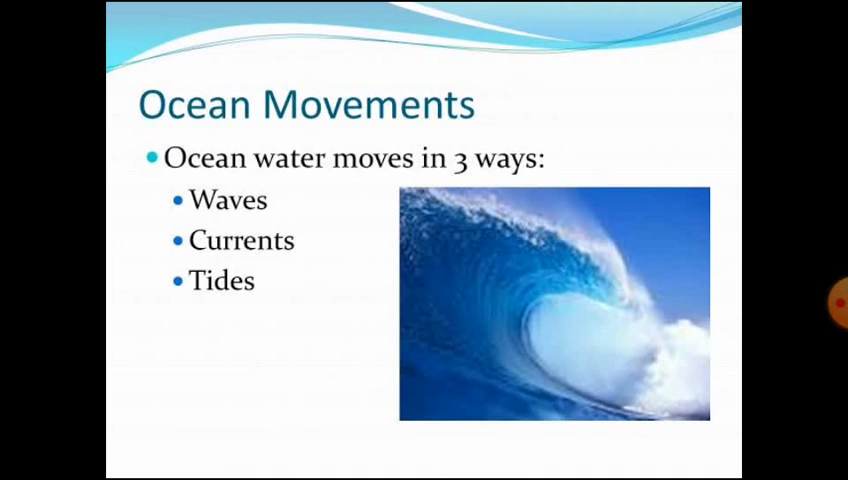 Ocean Movements
Ocean water moves in 3 ways:
Waves
Currents
Tides